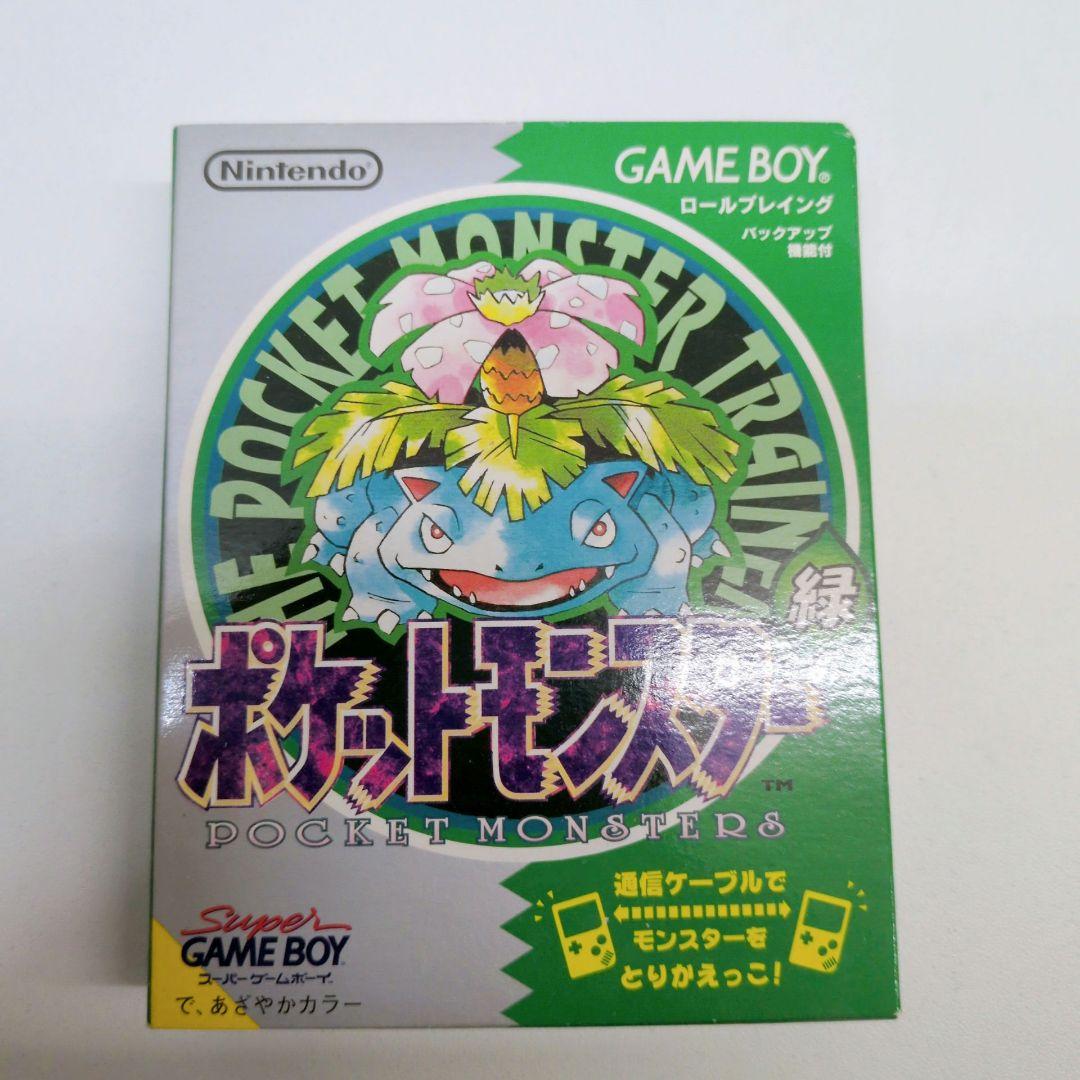 Nintendo®
GAME BOY®
ロールプレイング
バックアップ
機能付
THE POCKET MONSTER TRAINER
緑
ポケットモンスター
TM
POCKET MONSTERS
通信ケーブルで
モンスターを
とりかえっこ!
Super
GAME BOY
スーパーゲームボーイ
で、あざやかカラー